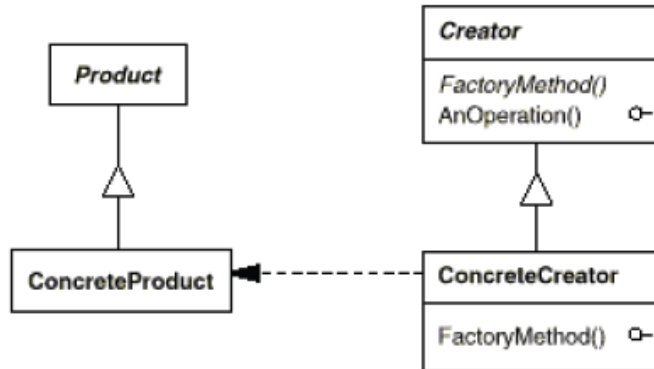 Product
ConcreteProduct
Creator
FactoryMethod()
AnOperation()
ConcreteCreator
FactoryMethod()